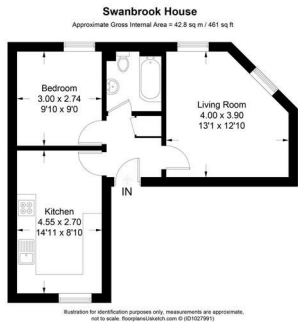 Swanbrook House
Approximate Gross Internal Area = 42.8 sq m / 461 sq ft
Bedroom
3.00 x 2.74
9'10 x 9'0
Living Room
4.00 x 3.90
13'1 x 12'10
Kitchen
4.55 x 2.70
14'11 x 8'10
IN
Illustration for identification purposes only, measurements are approximate,
not to scale. floorplansUsketch.com © (ID1027991)